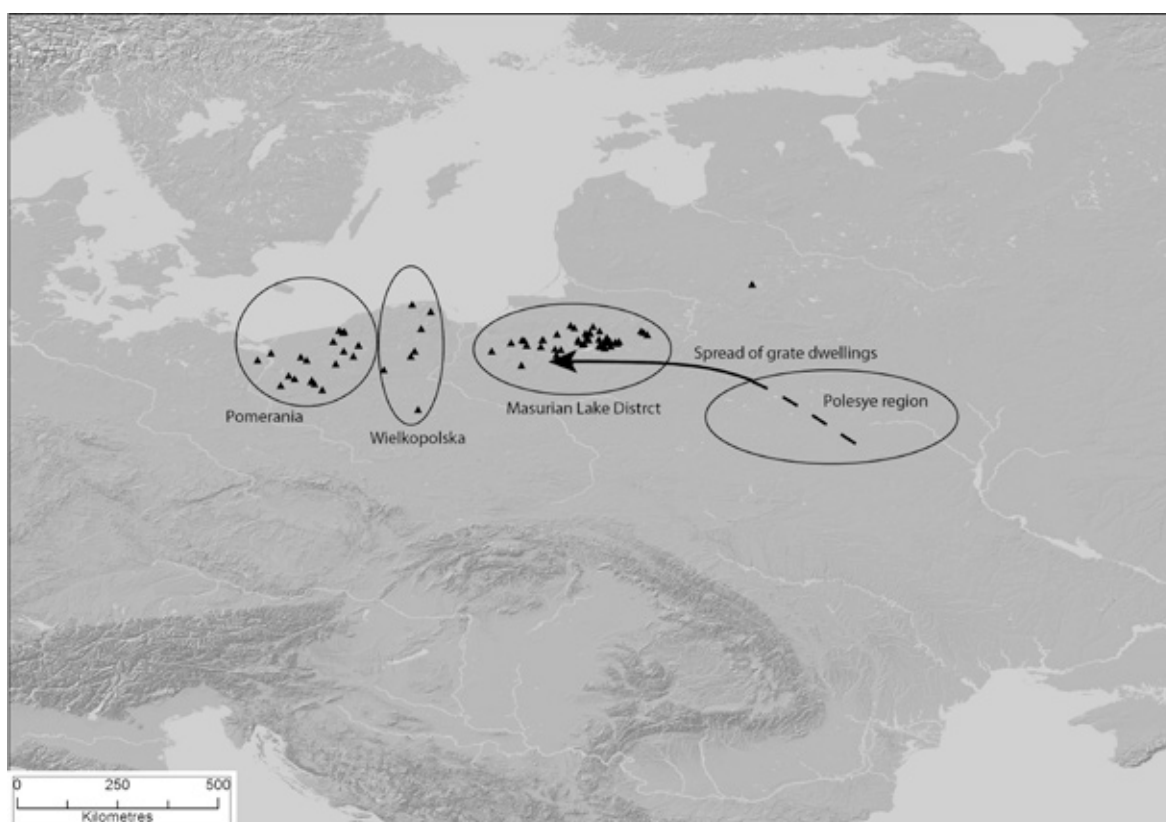 Spread of grate dwellings
Polesye region
Masurian Lake Distrct
Pomerania
Wielkopolska
0 250 500
Kilometres